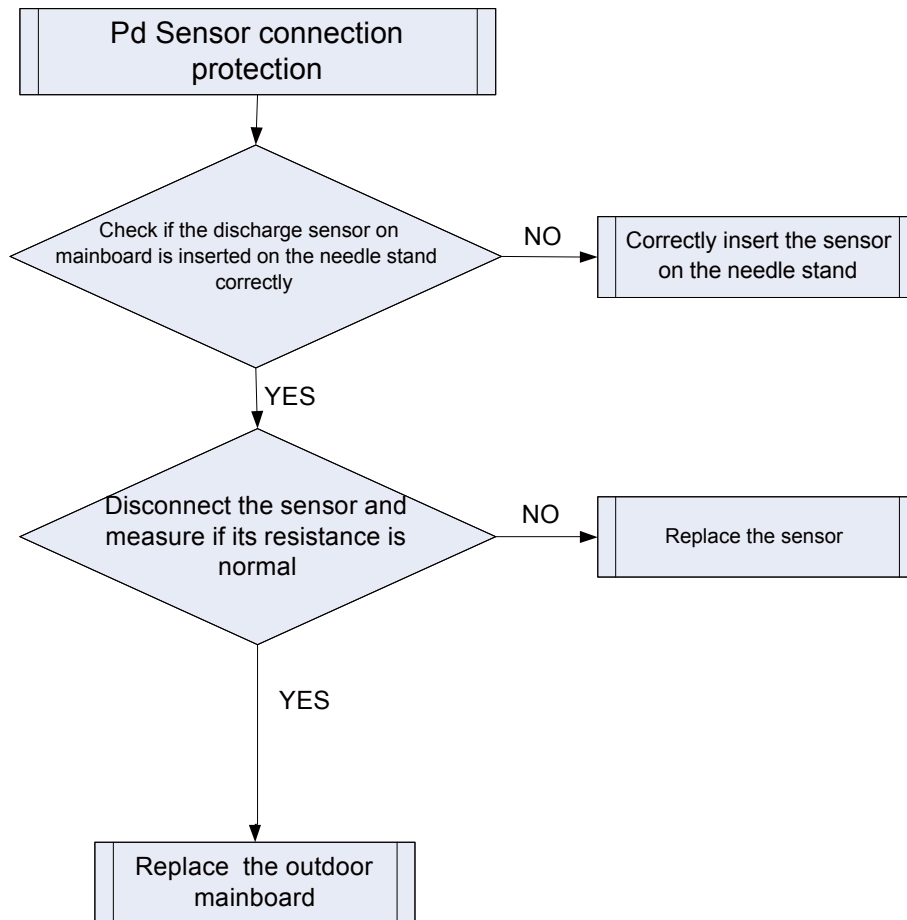 Pd Sensor connection
protection
Check if the discharge sensor on
mainboard is inserted on the needle stand
correctly
NO
Correctly insert the sensor
on the needle stand
YES
Disconnect the sensor and
measure if its resistance is
normal
NO
Replace the sensor
YES
Replace the outdoor
mainboard